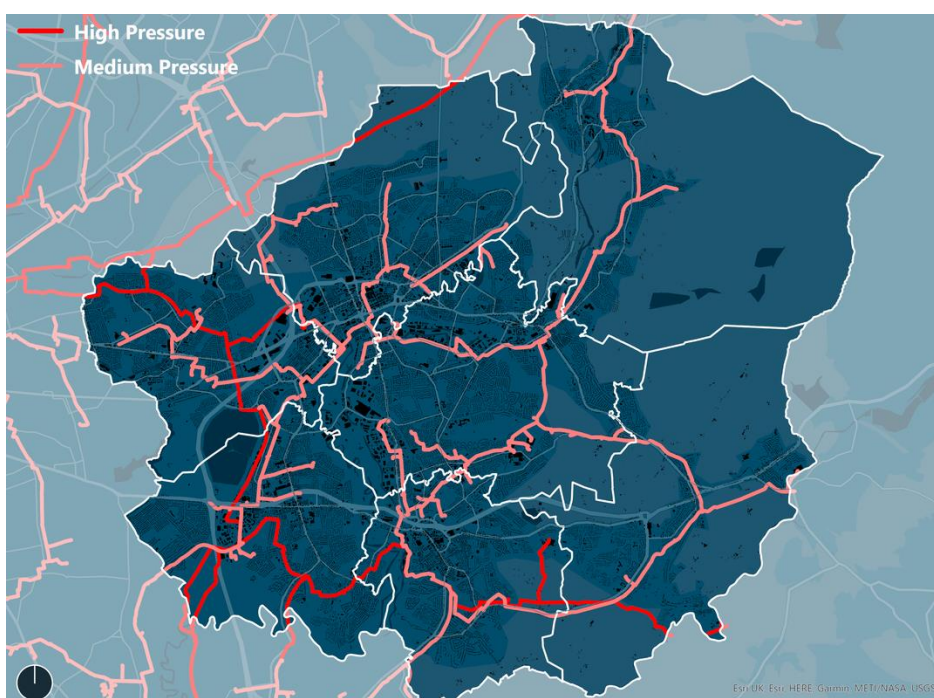 High Pressure
Medium Pressure
Esri UK, Esri, HERE, Garmin, METI/NASA, USGS